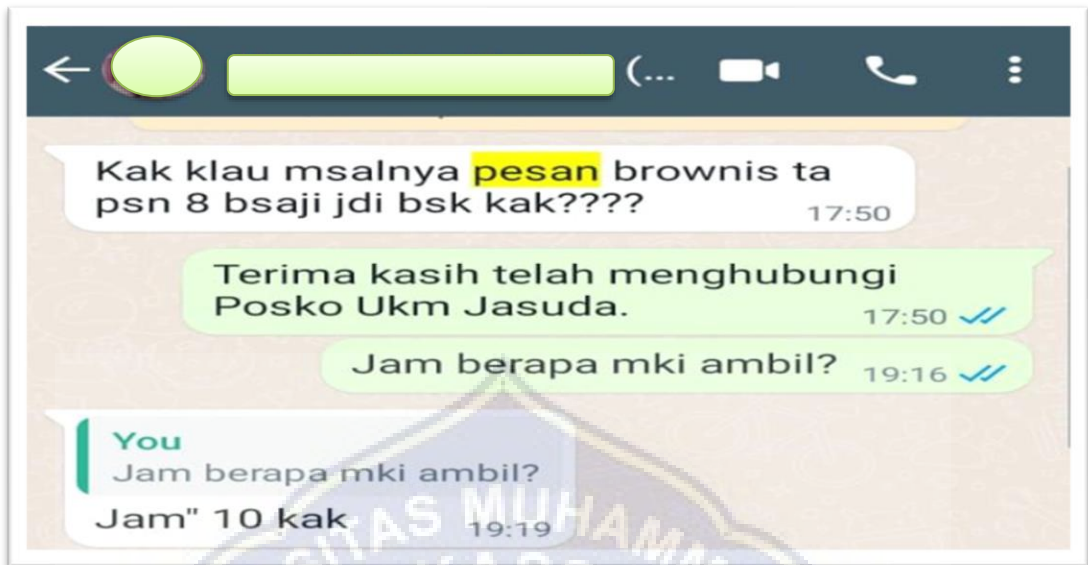 (...
Kak klau msalnya pesan brownis ta
psn 8 bsaji jdi bsk kak????
17:50
Terima kasih telah menghubungi
Posko Ukm Jasuda.
17:50
Jam berapa mki ambil?
19:16
You
Jam berapa mki ambil?
Jam" 10 kak
19:19
SITAS MUHAMM